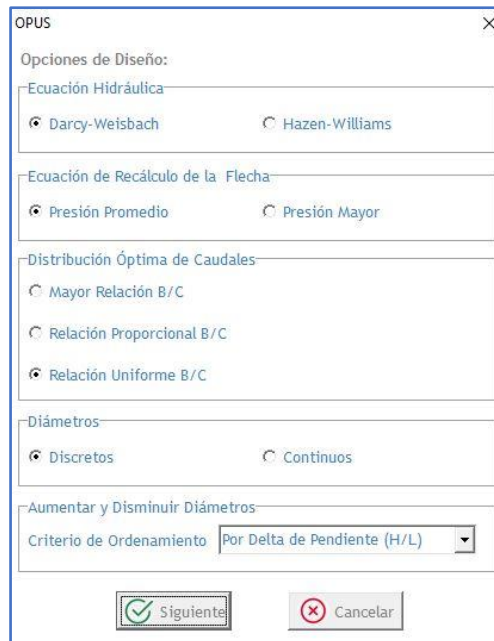 OPUS
Opciones de Diseño:
Ecuación Hidráulica
Darcy-Weisbach Hazen-Williams
Ecuación de Recálculo de la Flecha
Presión Promedio Presión Mayor
Distribución Óptima de Caudales
Mayor Relación B/C
Relación Proporcional B/C
Relación Uniforme B/C
Diámetros
Discretos Continuos
Aumentar y Disminuir Diámetros
Criterio de Ordenamiento Por Delta de Pendiente (H/L)
Siguiente Cancelar